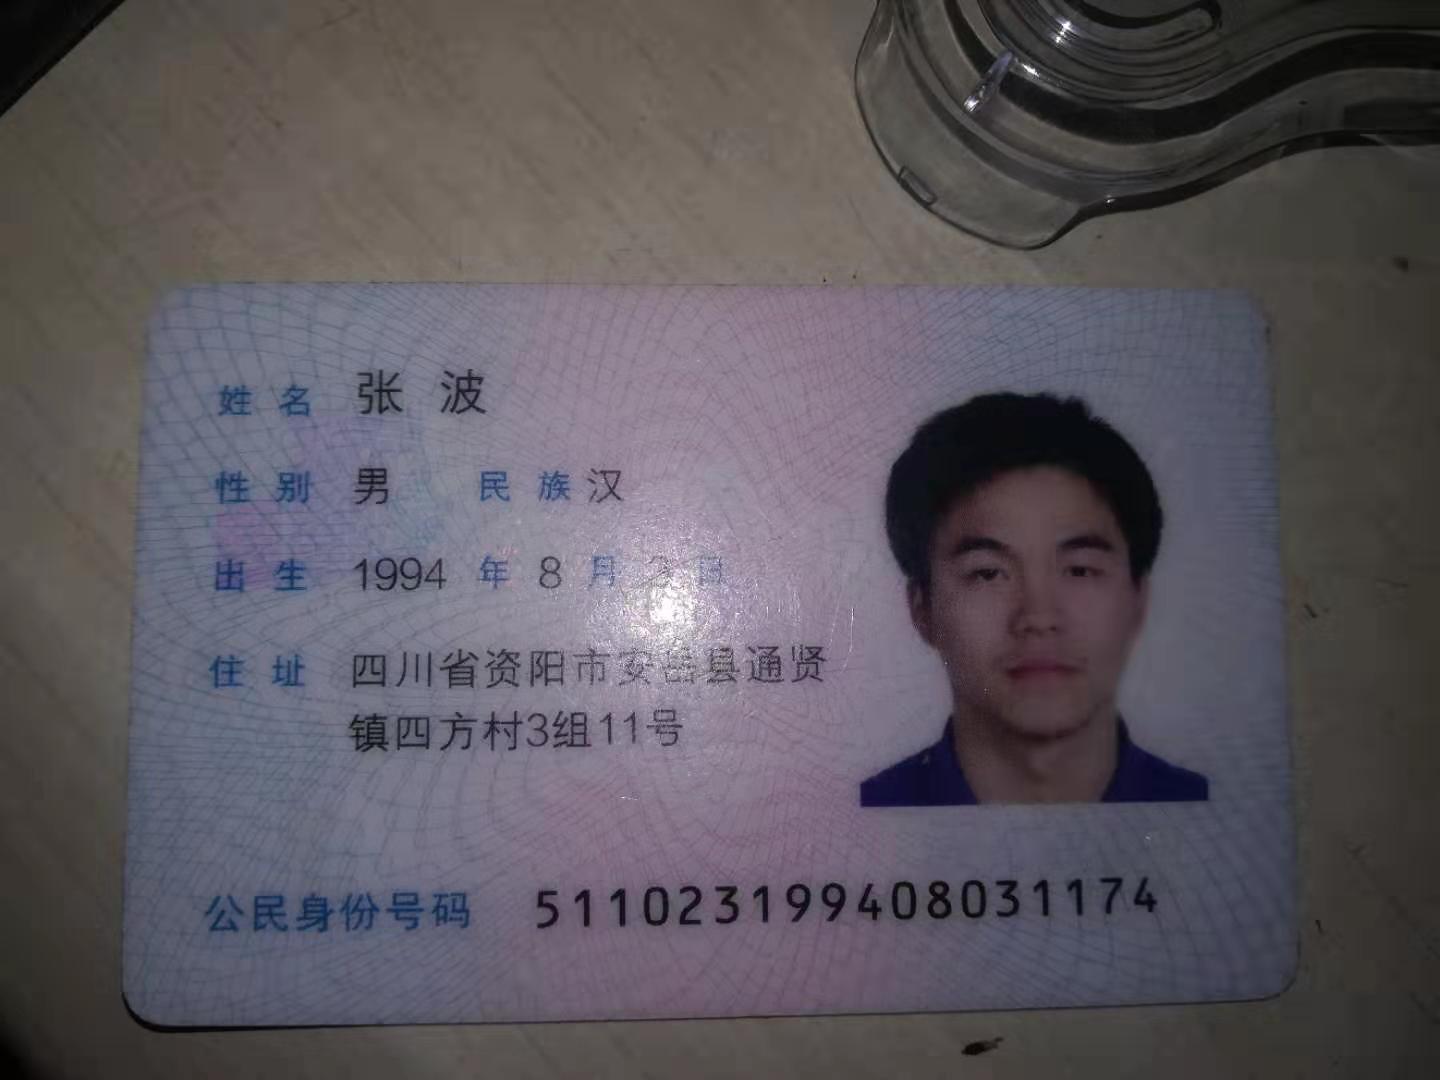 姓名 张波
性别 男 民族 汉
出生 1994 年 8 月 3 日
住址 四川省资阳市安岳县通贤
镇四方村3组11号
公民身份号码 511023199408031174